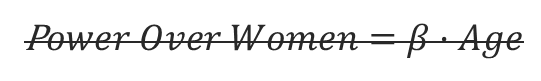 Power Over Women = β · Age